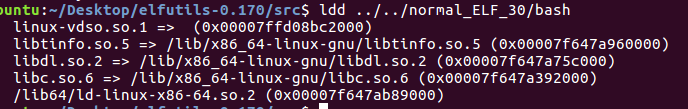 ubuntu:~/Desktop/elfutils-0.170/src$ ldd ../../normal_ELF_30/bash
linux-vdso.so.1 => (0x00007ffd08bc2000)
libtinfo.so.5 => /lib/x86_64-linux-gnu/libtinfo.so.5 (0x00007f647a960000)
libdl.so.2 => /lib/x86_64-linux-gnu/libdl.so.2 (0x00007f647a75c000)
libc.so.6 => /lib/x86_64-linux-gnu/libc.so.6 (0x00007f647a392000)
/lib64/ld-linux-x86-64.so.2 (0x00007f647ab89000)